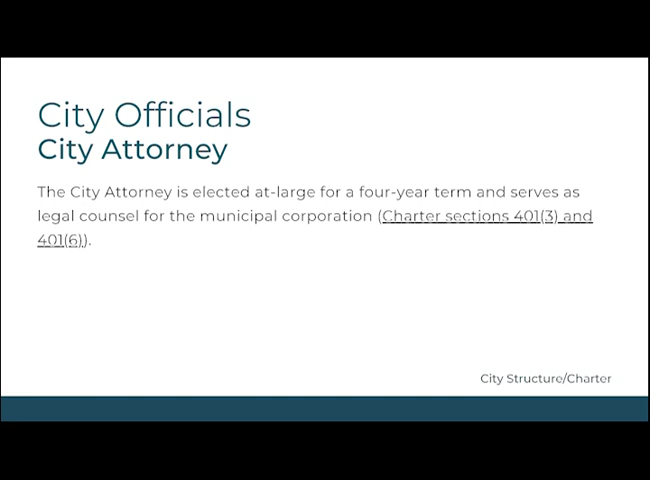 City Officials
City Attorney
The City Attorney is elected at-large for a four-year term and serves as
legal counsel for the municipal corporation (Charter sections 401(3) and
401(6)).
City Structure/Charter